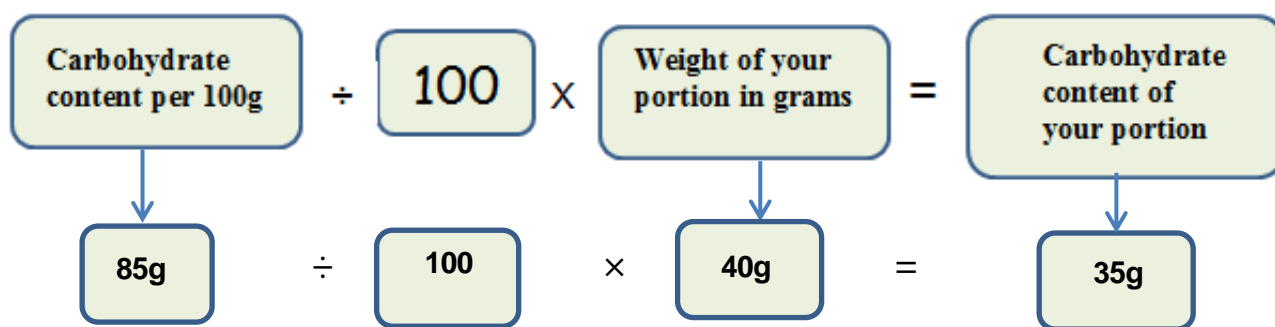 Carbohydrate
content per 100g
÷
100
X
Weight of your
portion in grams
=
Carbohydrate
content of
your portion
85g
÷
100
×
40g
=
35g